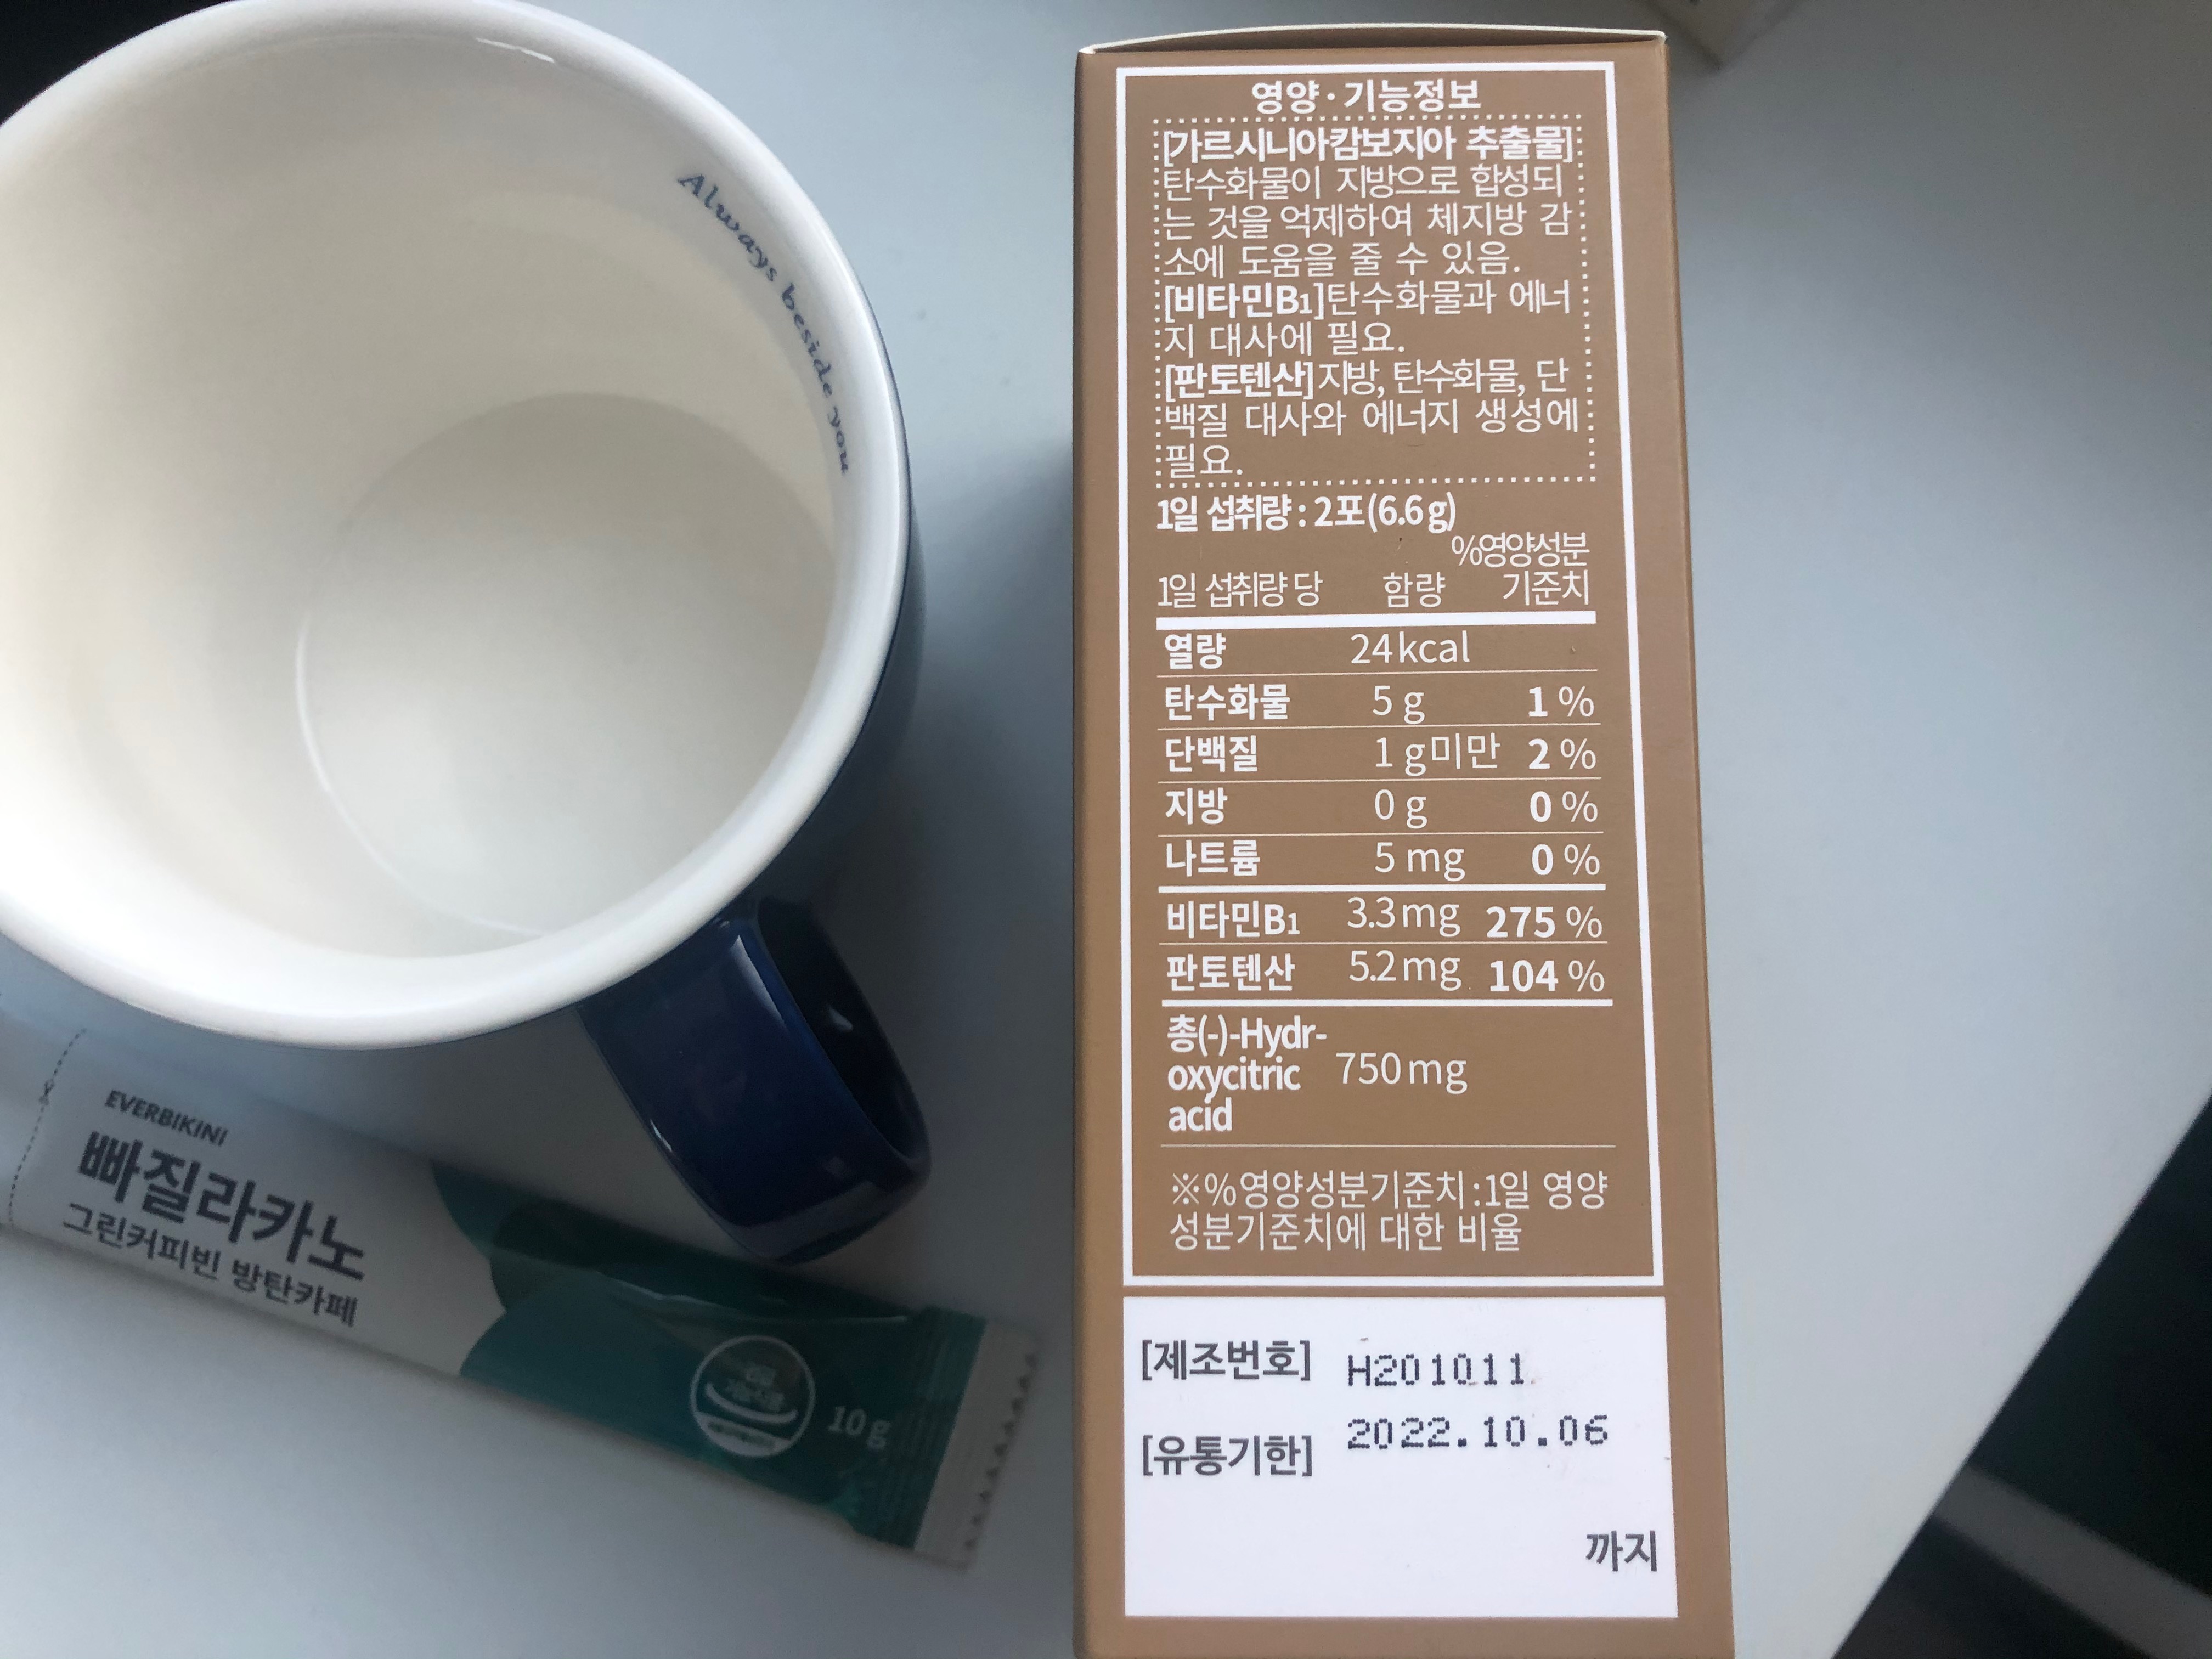 Always beside you
영양·기능정보
[가르시니아캄보지아 추출물]
탄수화물이 지방으로 합성되
는 것을 억제하여 체지방 감
소에 도움을 줄 수 있음.
[비타민B1]탄수화물과 에너
지 대사에 필요.
[판토텐산]지방, 탄수화물, 단
백질 대사와 에너지 생성에
필요.
1일 섭취량 : 2포(6.6g)
%영양성분
1일 섭취량 당 함량 기준치
열량 24kcal
탄수화물 5 g 1 %
단백질 1 g미만 2 %
지방 0 g 0 %
나트륨 5 mg 0 %
비타민B1 3.3mg 275 %
판토텐산 5.2mg 104 %
총(-)-Hydr-
oxycitric 750mg
acid
※%영양성분기준치:1일 영양
성분기준치에 대한 비율
[제조번호] H201011
[유통기한] 2022.10.06
까지
EVERBIKINI
빠질라카노
그린커피빈 방탄카페
10 g